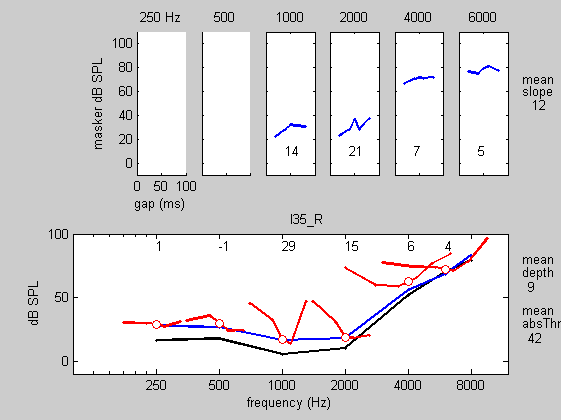 250 Hz 500 1000 2000 4000 6000
100
80
60
40
20
0
masker dB SPL
14 21 7 5
mean
slope
12
0 50 100
gap (ms)
I35_R
100
50
0
dB SPL
1 -1 29 15 6 4
mean
depth
9
mean
absThr
42
250 500 1000 2000 4000 8000
frequency (Hz)